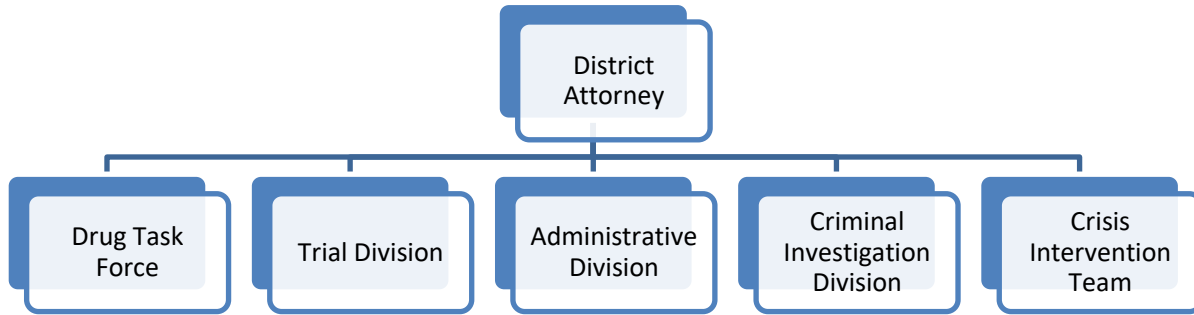 District
Attorney
Drug Task
Force
Trial Division
Administrative
Division
Criminal
Investigation
Division
Crisis
Intervention
Team